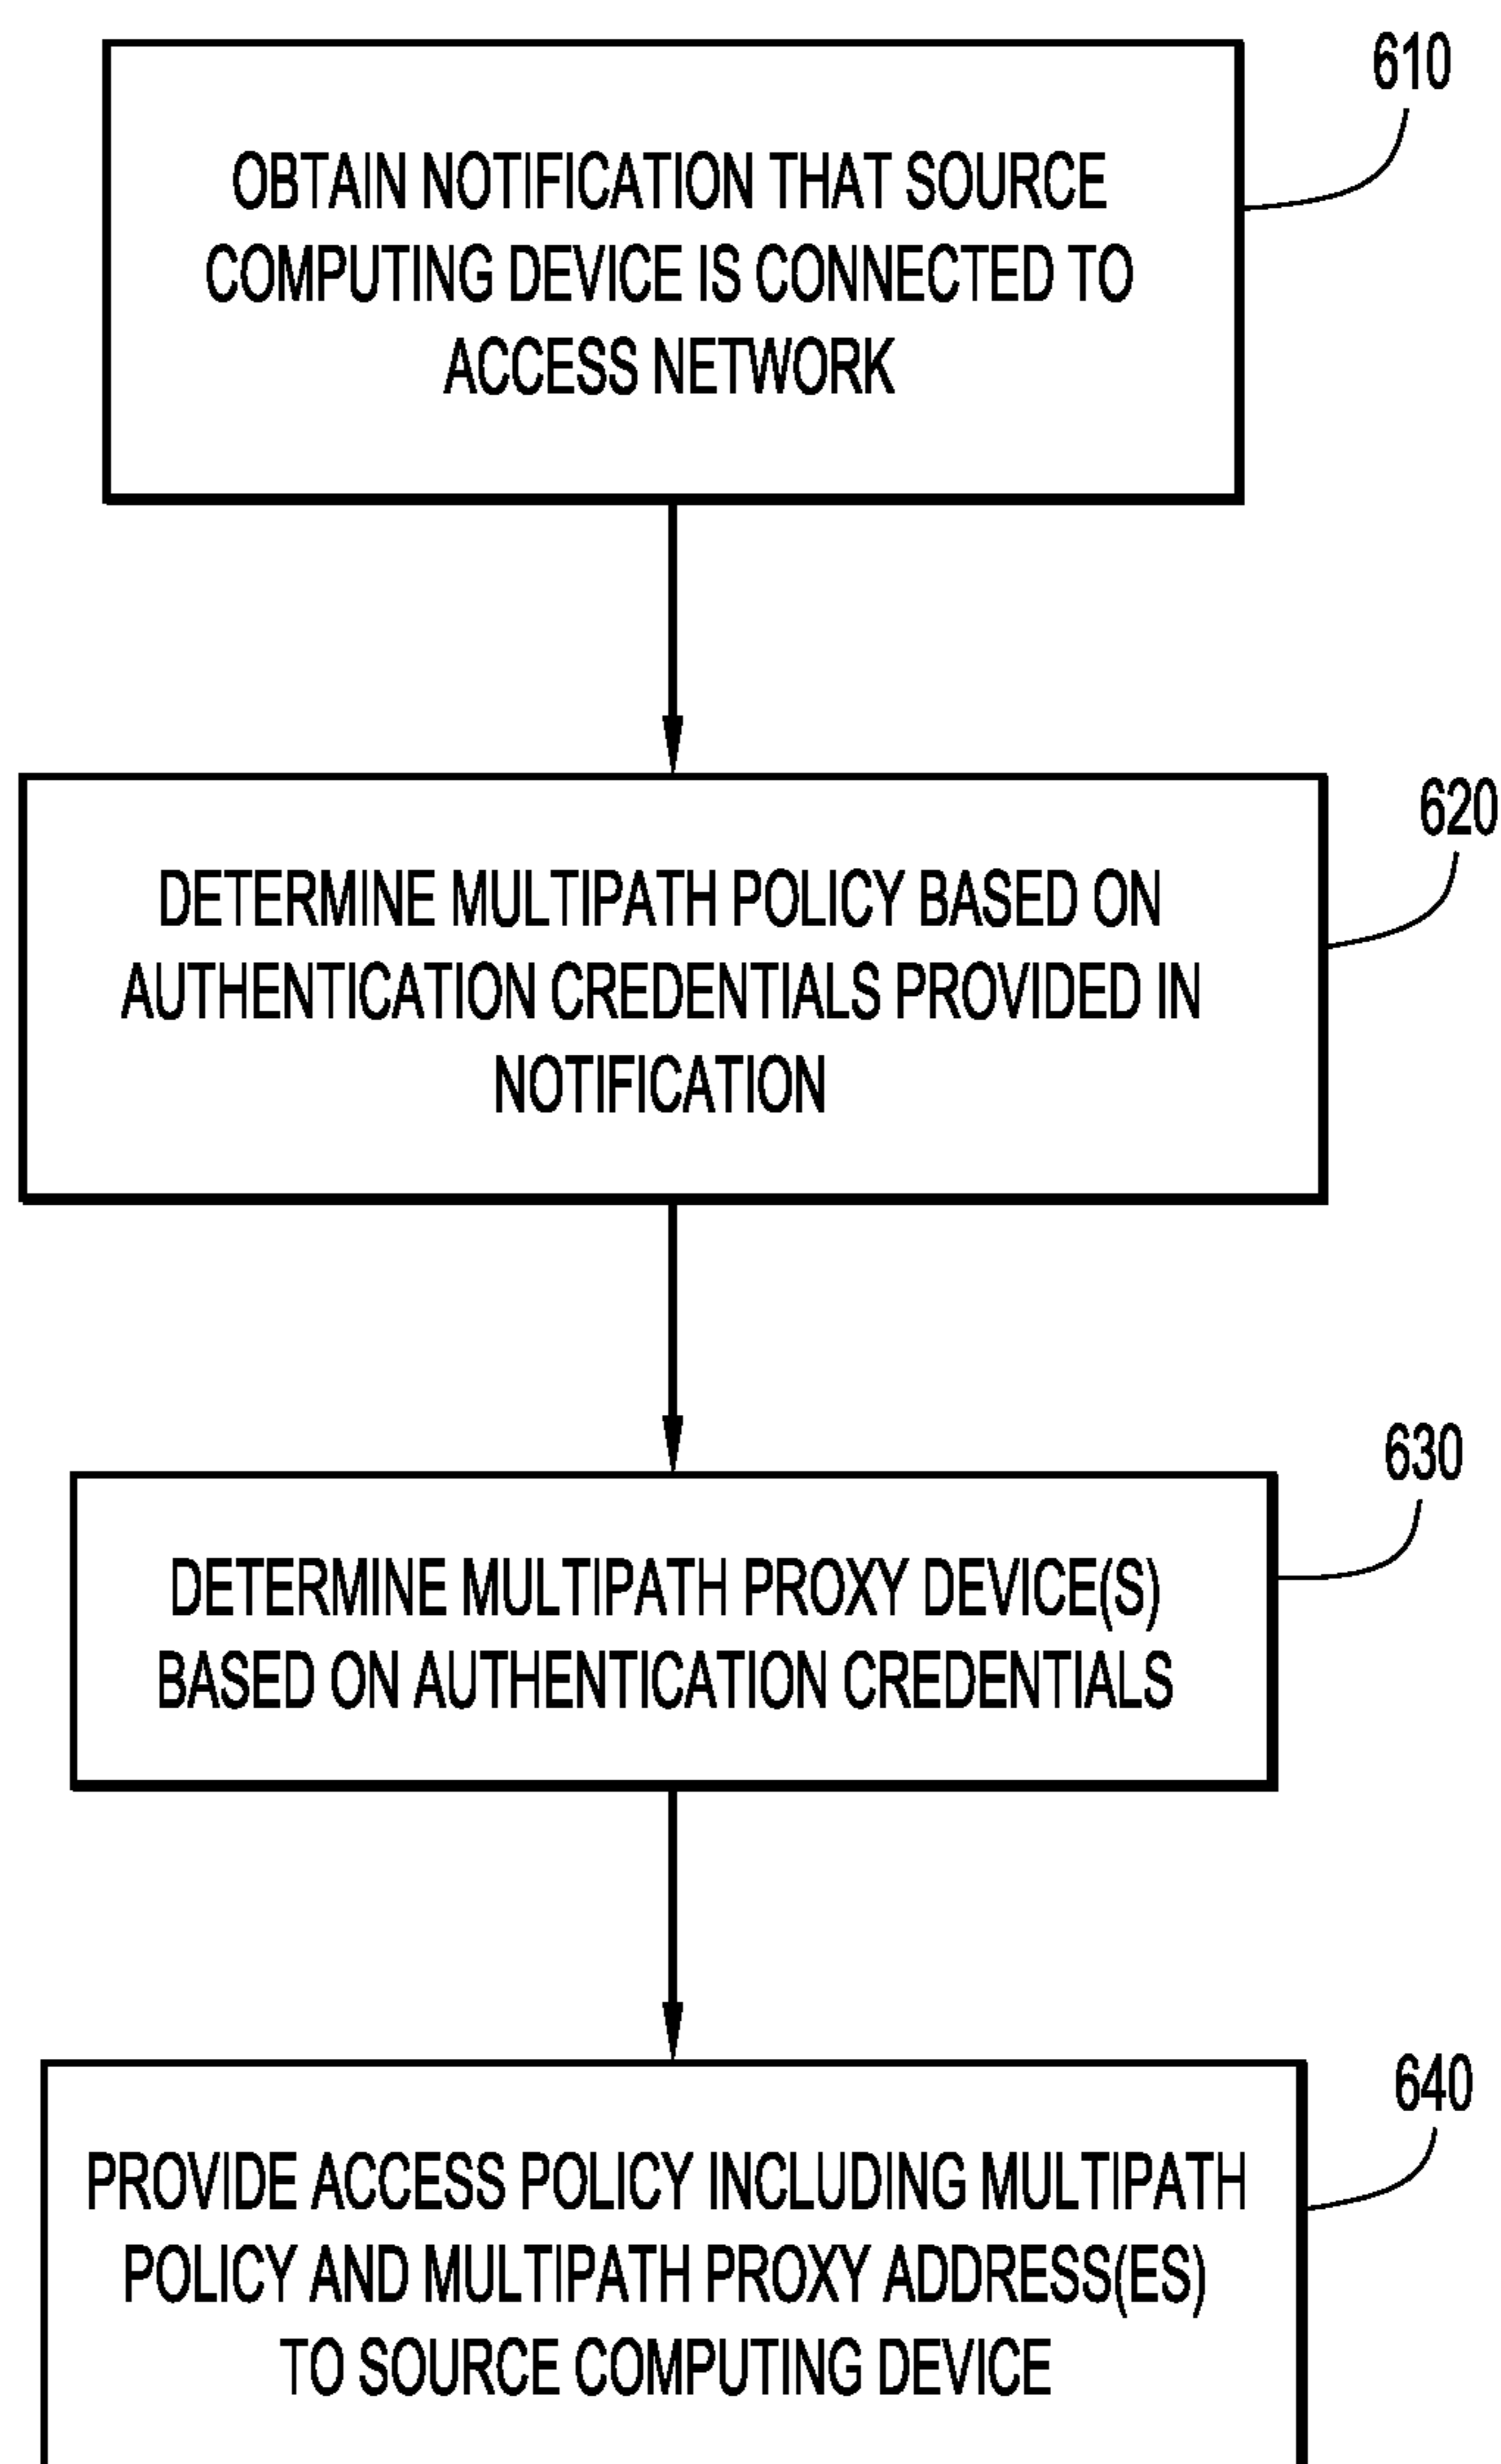 610
OBTAIN NOTIFICATION THAT SOURCE
COMPUTING DEVICE IS CONNECTED TO
ACCESS NETWORK
620
DETERMINE MULTIPATH POLICY BASED ON
AUTHENTICATION CREDENTIALS PROVIDED IN
NOTIFICATION
630
DETERMINE MULTIPATH PROXY DEVICE(S)
BASED ON AUTHENTICATION CREDENTIALS
640
PROVIDE ACCESS POLICY INCLUDING MULTIPATH
POLICY AND MULTIPATH PROXY ADDRESS(ES)
TO SOURCE COMPUTING DEVICE